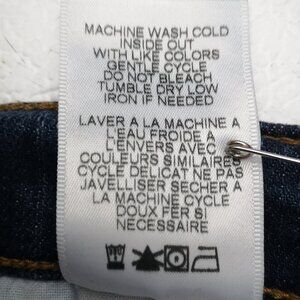 MACHINE WASH COLD
INSIDE OUT
WITH LIKE COLORS
GENTLE CYCLE
DO NOT BLEACH
TUMBLE DRY LOW
IRON IF NEEDED
LAVER A LA MACHINE A
L'EAU FROIDE A
L'ENVERS AVEC
COULEURS SIMILAIRES
CYCLE DELICAT NE PAS
JAVELLISER SECHER A
LA MACHINE CYCLE
DOUX FER SI
NECESSAIRE